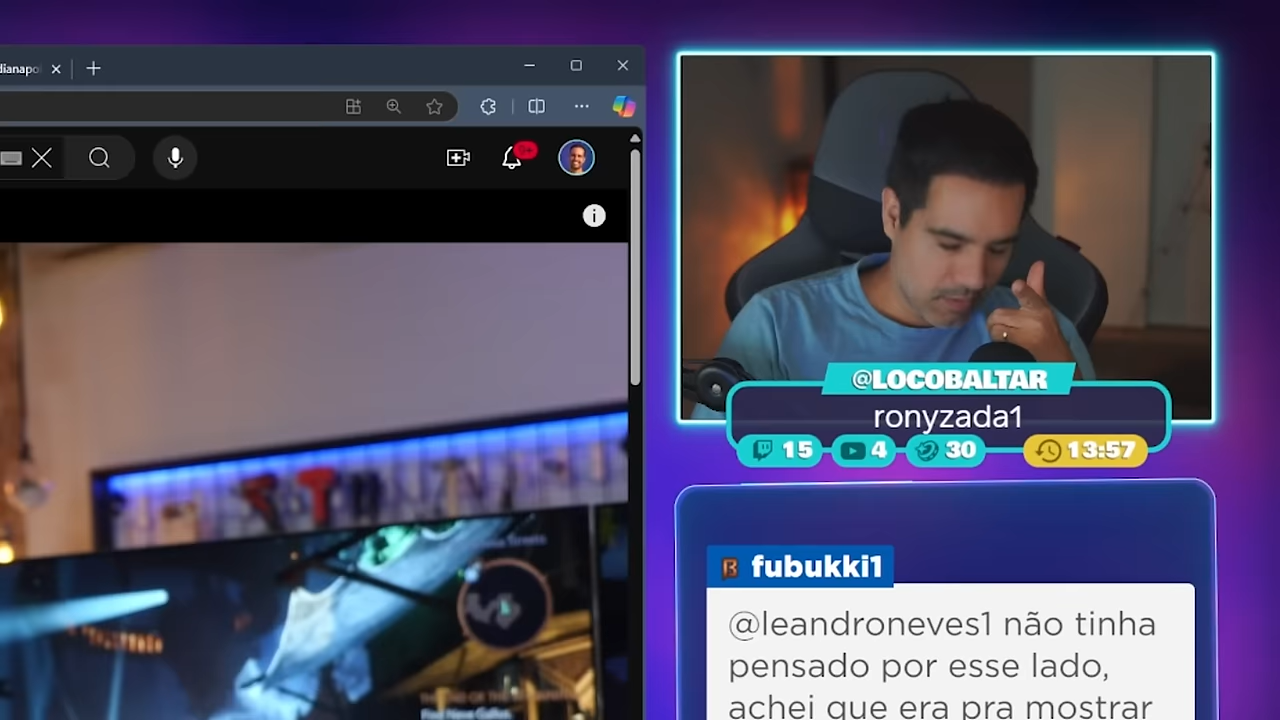 dianapo
9+
@LOCOBALTAR
ronyzada1
15
4
30
13:57
fubukki1
@leandroneves1 não tinha
pensado por esse lado,
achei que era pra mostrar